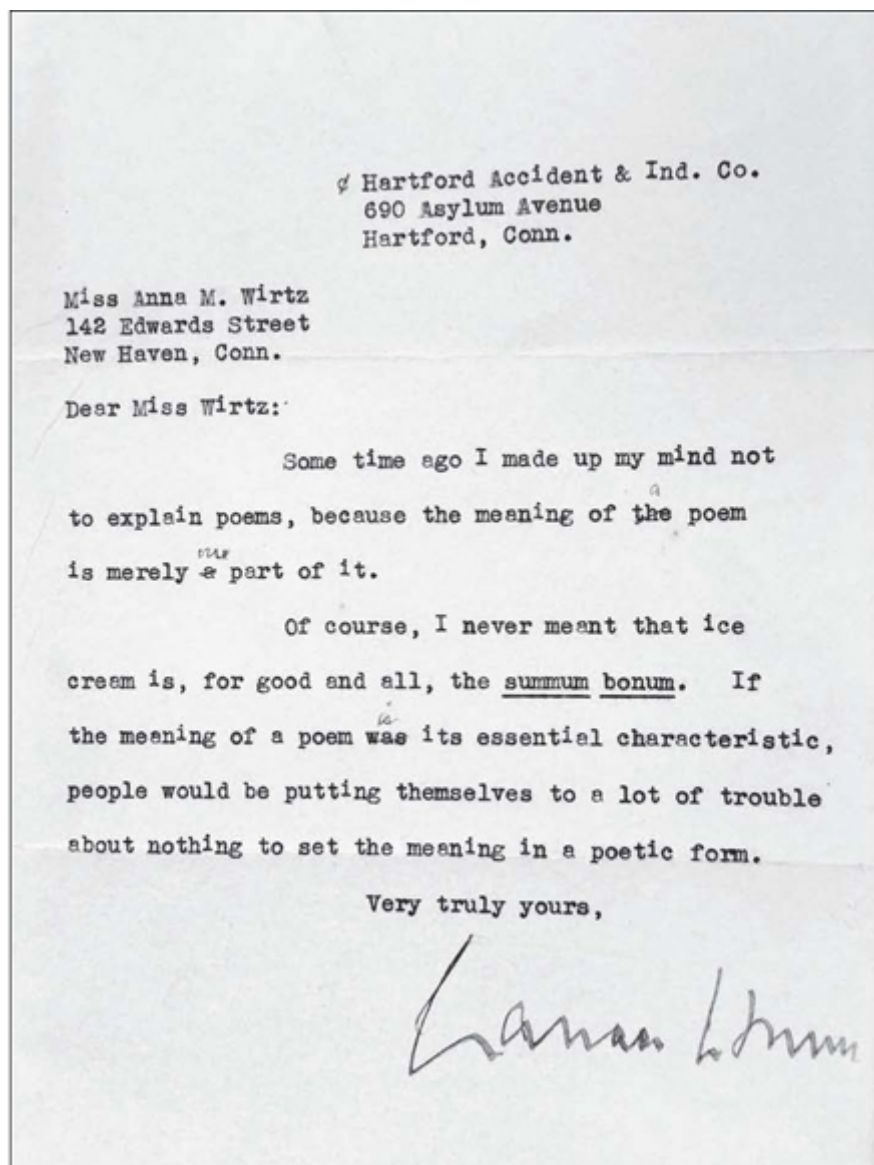 ¢ Hartford Accident & Ind. Co.
690 Asylum Avenue
Hartford, Conn.
Miss Anna M. Wirtz
142 Edwards Street
New Haven, Conn.
Dear Miss Wirtz:
Some time ago I made up my mind not
a
to explain poems, because the meaning of the poem
one
is merely a part of it.
Of course, I never meant that ice
cream is, for good and all, the summum bonum. If
is
the meaning of a poem was its essential characteristic,
people would be putting themselves to a lot of trouble
about nothing to set the meaning in a poetic form.
Very truly yours,